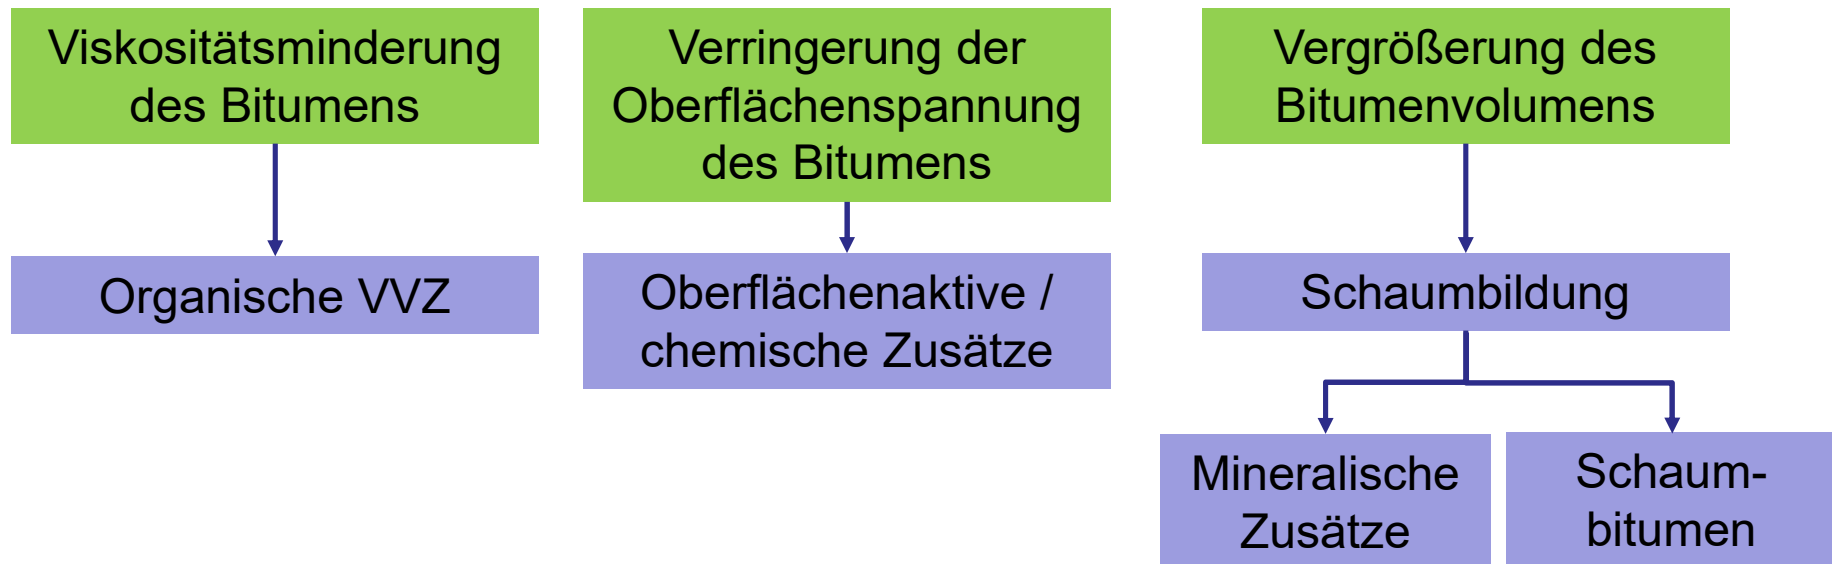 Viskositätsminderung
des Bitumens
Verringerung der
Oberflächenspannung
des Bitumens
Vergrößerung des
Bitumenvolumens
Organische VVZ
Oberflächenaktive /
chemische Zusätze
Schaumbildung
Mineralische
Zusätze
Schaum-
bitumen